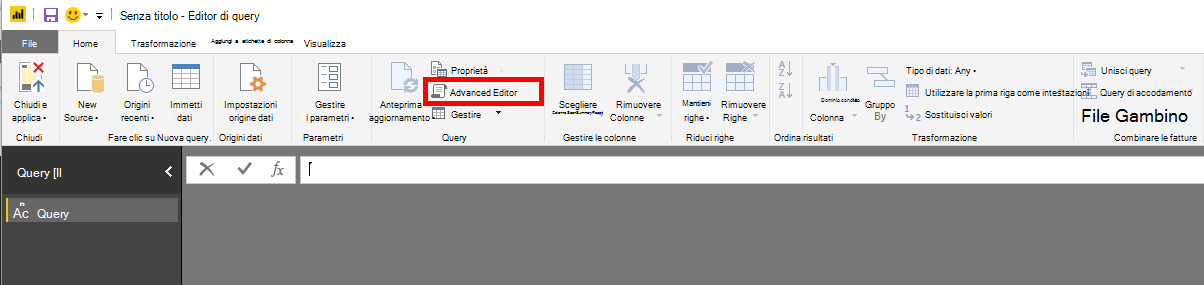 Senza titolo - Editor di query
File Home Trasformazione Aggiungi a etichette di colonna Visualizza
Chiudi e applica
New Source
Origini recenti
Immetti dati
Impostazioni origine dati
Gestire i parametri
Anteprima aggiornamento
Proprietà
Advanced Editor
Gestire
Scegliere
Rimuovere Colonne
Mantieni righe
Rimuovere Righe
Colonna
Gruppo By
Tipo di dati: Any
Utilizzare la prima riga come intestazioni
Sostituisci valori
Unisci query
Query di accodamento
File Gambino
Chiudi Fare clic su Nuova query. Origini dati Parametri Query Gestire le colonne Riduci righe Ordina risultati Trasformazione Combinare le fatture
Query [II
fx
Query